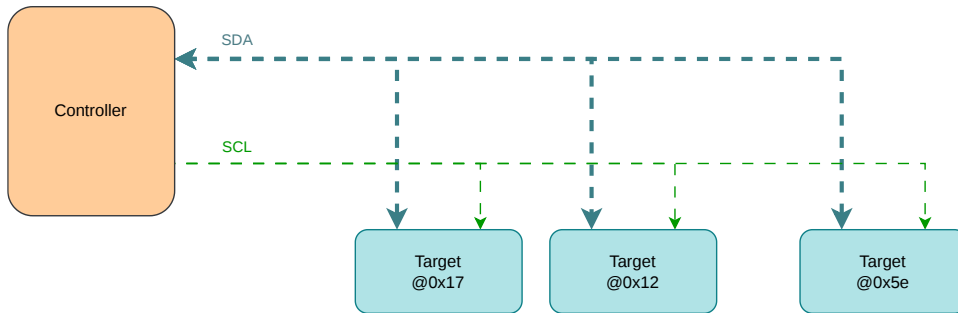 SDA
Controller
SCL
Target
@0x17
Target
@0x12
Target
@0x5e